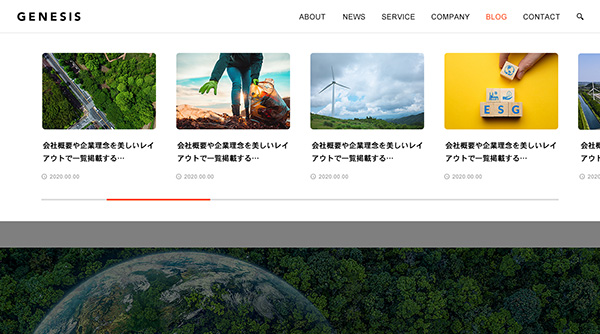 GENESIS
ABOUT NEWS SERVICE COMPANY BLOG CONTACT
ESG
会社概要や企業理念を美しいレイ
アウトで一覧掲載する…
2020.00.00
会社概要や企業理念を美しいレイ
アウトで一覧掲載する…
2020.00.00
会社概要や企業理念を美しいレイ
アウトで一覧掲載する…
2020.00.00
会社概要や企業理念を美しいレイ
アウトで一覧掲載する…
2020.00.00
会社
アウ
2020